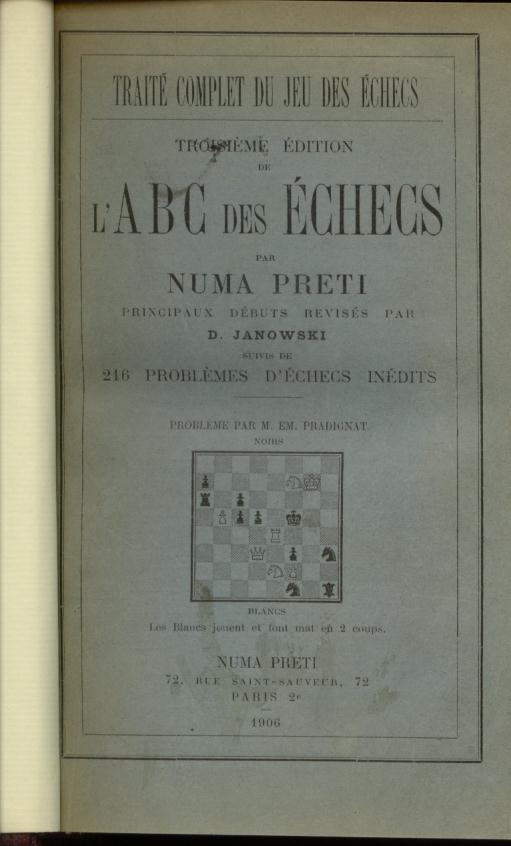 TRAITÉ COMPLET DU JEU DES ÉCHECS
TROISIÈME ÉDITION
DE
L'ABC DES ÉCHECS
PAR
NUMA PRETI
PRINCIPAUX DÉBUTS REVISÉS PAR
D. JANOWSKI
SUIVIS DE
216 PROBLÈMES D'ÉCHECS INÉDITS
PROBLEME PAR M. EM. PRADIGNAT
NOIRS
BLANCS
Les Blancs jouent et font mat en 2 coups.
NUMA PRETI
72, RUE SAINT-SAUVEUR, 72
PARIS 2e
1906